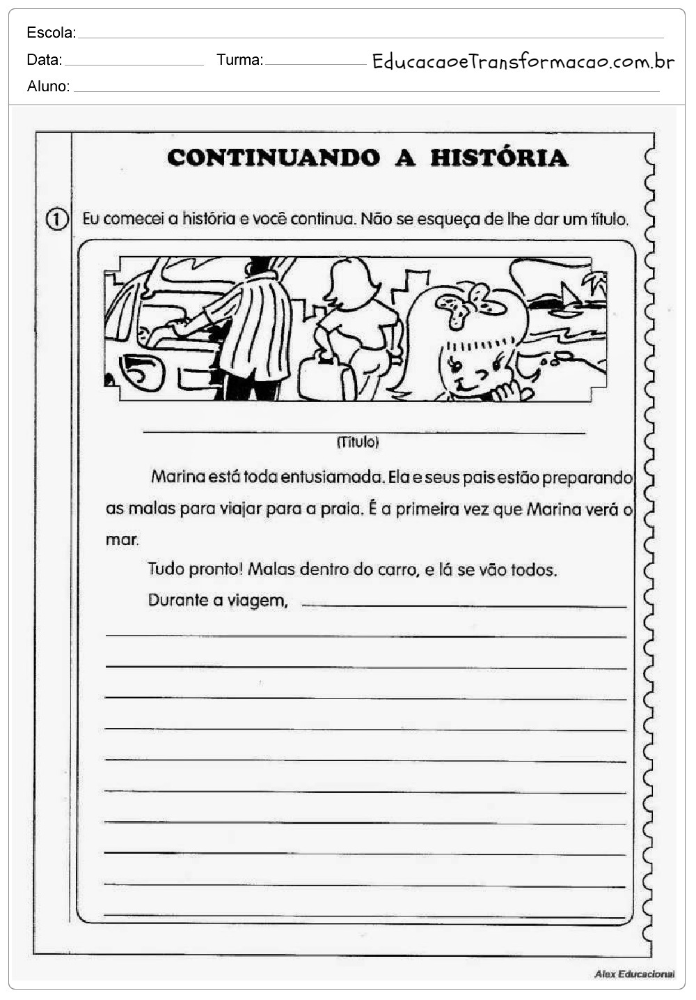 Escola:
Data: Turma: EducacaoeTransformacao.com.br
Aluno:
CONTINUANDO A HISTÓRIA
1 Eu comecei a história e você continua. Não se esqueça de lhe dar um título.
(Título)
Marina está toda entusiamada. Ela e seus pais estão preparando
as malas para viajar para a praia. É a primeira vez que Marina verá o
mar.
Tudo pronto! Malas dentro do carro, e lá se vão todos.
Durante a viagem,
Alex Educacional